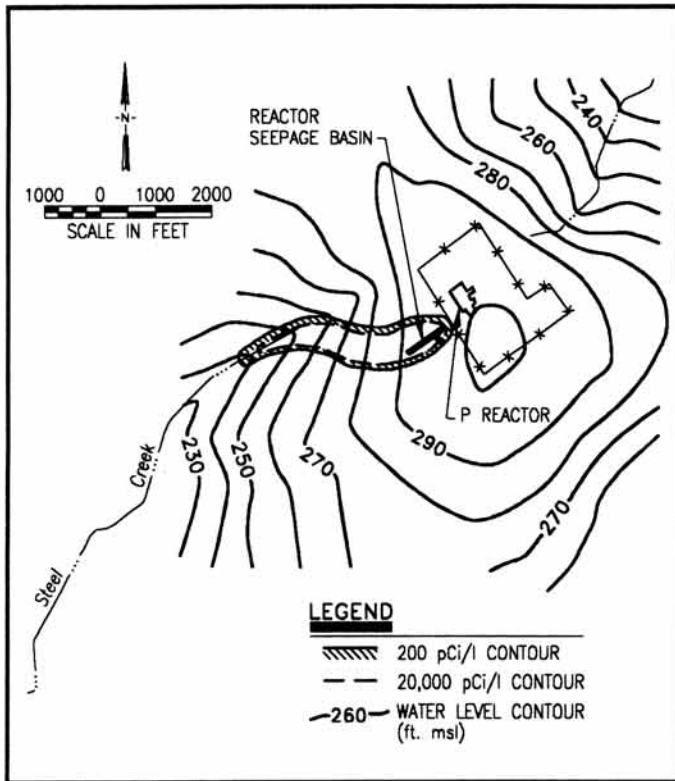 -N-
1000 0 1000 2000
SCALE IN FEET
REACTOR
SEEPAGE BASIN
240
260
280
P REACTOR
290
270
270
250
230
Steel Creek
LEGEND
200 pCi/l CONTOUR
20,000 pCi/l CONTOUR
260 WATER LEVEL CONTOUR
(ft. msl)